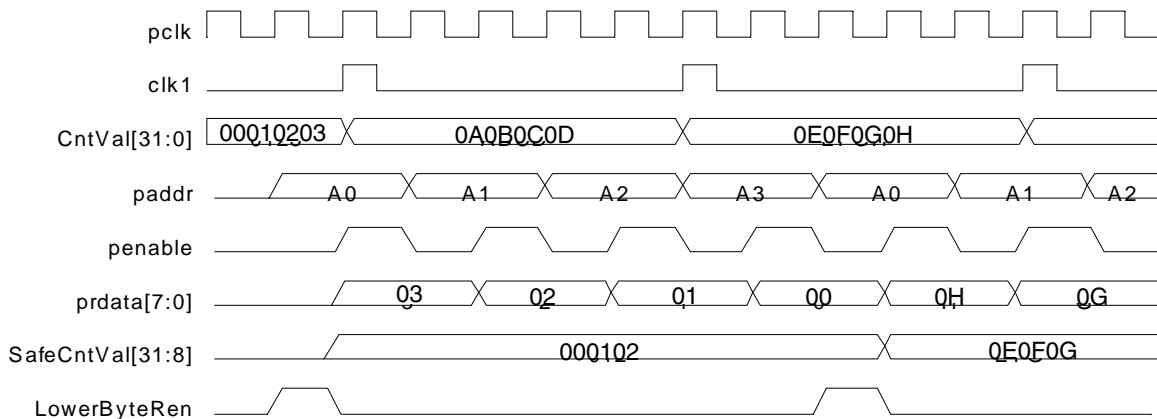 pclk
clk1
CntVal[31:0] 00010203 0A0B0C0D 0E0F0G0H
paddr A0 A1 A2 A3 A0 A1 A2
penable
prdata[7:0] 03 02 01 00 0H 0G
SafeCntVal[31:8] 000102 0E0F0G
LowerByteRen